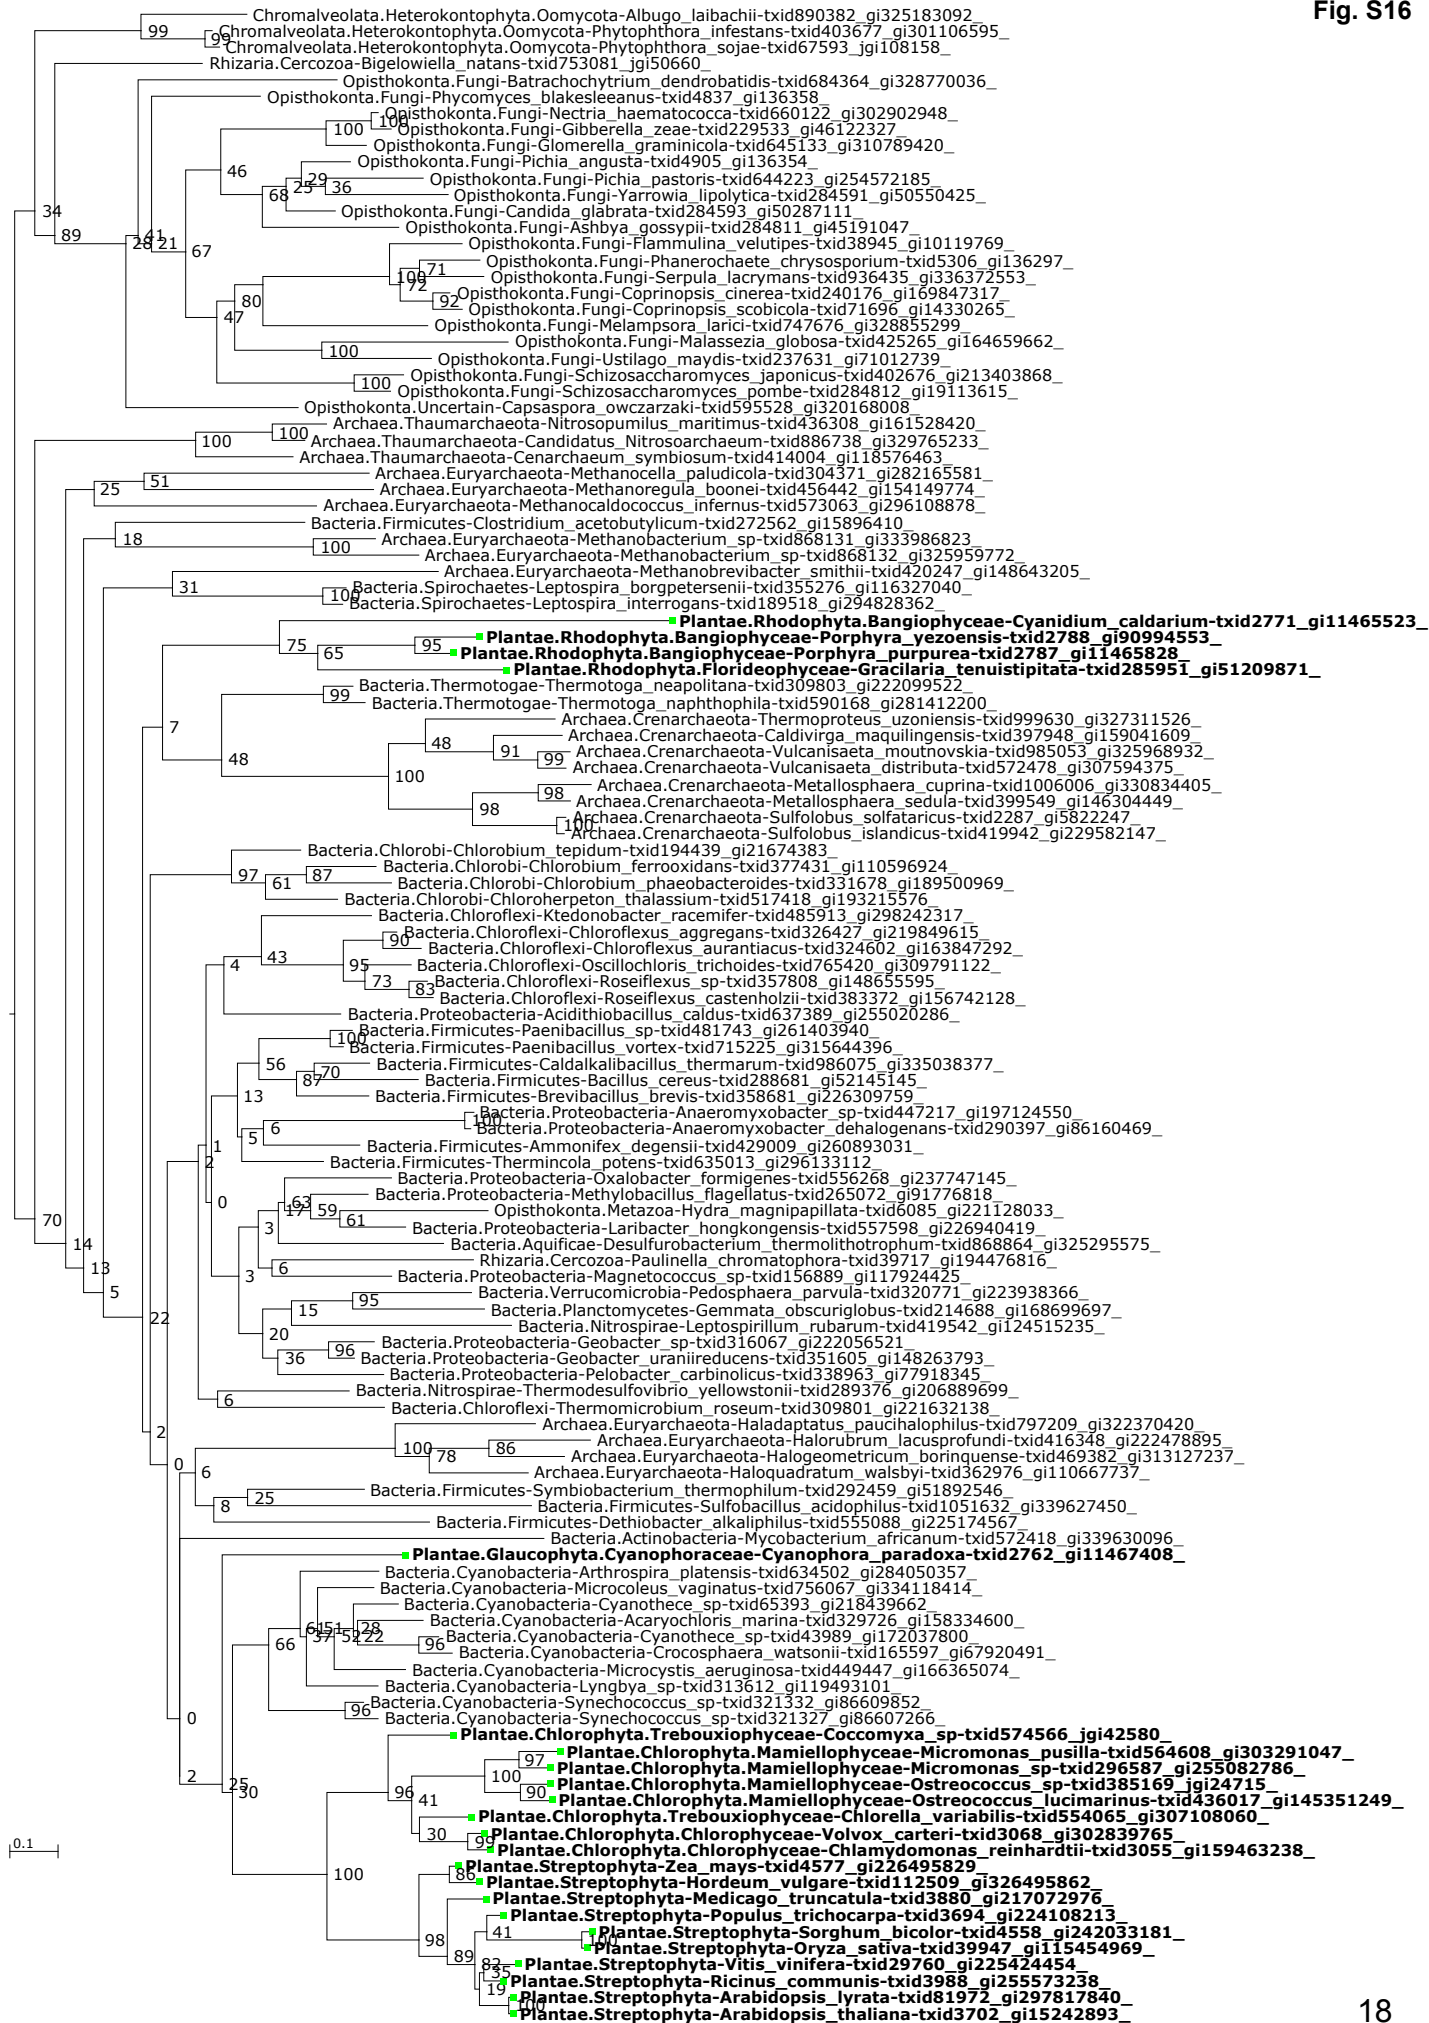 Fig. S16
Chromalveolata.Heterokontophyta.Oomycota-Albugo_laibachii-txid890382_gi325183092_
99
Chromalveolata.Heterokontophyta.Oomycota-Phytophthora_infestans-txid403677_gi301106595_
99
Chromalveolata.Heterokontophyta.Oomycota-Phytophthora_sojae-txid67593_jgi108158_
Rhizaria.Cercozoa-Bigelowiella_natans-txid753081_jgi50660_
Opisthokonta.Fungi-Batrachochytrium_dendrobatidis-txid684364_gi328770036_
Opisthokonta.Fungi-Phycomyces_blakesleeanus-txid4837_gi136358_
Opisthokonta.Fungi-Nectria_haematococca-txid660122_gi302902948_
100
100
Opisthokonta.Fungi-Gibberella_zeae-txid229533_gi46122327_
Opisthokonta.Fungi-Glomerella_graminicola-txid645133_gi310789420_
Opisthokonta.Fungi-Pichia_angusta-txid4905_gi136354_
46
29
Opisthokonta.Fungi-Pichia_pastoris-txid644223_gi254572185_
25
36
68
Opisthokonta.Fungi-Yarrowia_lipolytica-txid284591_gi50550425_
34
Opisthokonta.Fungi-Candida_glabrata-txid284593_gi50287111_
Opisthokonta.Fungi-Ashbya_gossypii-txid284811_gi45191047_
89
41
28
21
67
Opisthokonta.Fungi-Flammulina_velutipes-txid38945_gi10119769_
Opisthokonta.Fungi-Phanerochaete_chrysosporium-txid5306_gi136297_
71
100
72
Opisthokonta.Fungi-Serpula_lacrymans-txid936435_gi336372553_
Opisthokonta.Fungi-Coprinopsis_cinerea-txid240176_gi169847317_
80
92
Opisthokonta.Fungi-Coprinopsis_scobicola-txid71696_gi14330265_
47
Opisthokonta.Fungi-Melampsora_larici-txid747676_gi328855299_
Opisthokonta.Fungi-Malassezia_globosa-txid425265_gi164659662_
100
Opisthokonta.Fungi-Ustilago_maydis-txid237631_gi71012739_
Opisthokonta.Fungi-Schizosaccharomyces_japonicus-txid402676_gi213403868_
100
Opisthokonta.Fungi-Schizosaccharomyces_pombe-txid284812_gi19113615_
Opisthokonta.Uncertain-Capsaspora_owczarzaki-txid595528_gi320168008_
Archaea.Thaumarchaeota-Nitrosopumilus_maritimus-txid436308_gi161528420_
100
100
Archaea.Thaumarchaeota-Candidatus_Nitrosoarchaeum-txid886738_gi329765233_
Archaea.Thaumarchaeota-Cenarchaeum_symbiosum-txid414004_gi118576463_
Archaea.Euryarchaeota-Methanocella_paludicola-txid304371_gi282165581_
51
25
Archaea.Euryarchaeota-Methanoregula_boonei-txid456442_gi154149774_
Archaea.Euryarchaeota-Methanocaldococcus_infernus-txid573063_gi296108878_
Bacteria.Firmicutes-Clostridium_acetobutylicum-txid272562_gi15896410_
18
Archaea.Euryarchaeota-Methanobacterium_sp-txid868131_gi333986823_
100
Archaea.Euryarchaeota-Methanobacterium_sp-txid868132_gi325959772_
Archaea.Euryarchaeota-Methanobrevibacter_smithii-txid420247_gi148643205_
31
Bacteria.Spirochaetes-Leptospira_borgpetersenii-txid355276_gi116327040_
100
Bacteria.Spirochaetes-Leptospira_interrogans-txid189518_gi294828362_
Plantae.Rhodophyta.Bangiophyceae-Cyanidium_caldarium-txid2771_gi11465523_
Plantae.Rhodophyta.Bangiophyceae-Porphyra_yezoensis-txid2788_gi90994553_
75
95
65
Plantae.Rhodophyta.Bangiophyceae-Porphyra_purpurea-txid2787_gi11465828_
Plantae.Rhodophyta.Florideophyceae-Gracilaria_tenuistipitata-txid285951_gi51209871_
Bacteria.Thermotogae-Thermotoga_neapolitana-txid309803_gi222099522_
99
Bacteria.Thermotogae-Thermotoga_naphthophila-txid590168_gi281412200_
Archaea.Crenarchaeota-Thermoproteus_uzoniensis-txid999630_gi327311526_
7
Archaea.Crenarchaeota-Caldivirga_maquilingensis-txid397948_gi159041609_
48
91
Archaea.Crenarchaeota-Vulcanisaeta_moutnovskia-txid985053_gi325968932_
48
99
Archaea.Crenarchaeota-Vulcanisaeta_distributa-txid572478_gi307594375_
100
Archaea.Crenarchaeota-Metallosphaera_cuprina-txid1006006_gi330834405_
98
Archaea.Crenarchaeota-Metallosphaera_sedula-txid399549_gi146304449_
98
Archaea.Crenarchaeota-Sulfolobus_solfataricus-txid2287_gi5822247_
100
Archaea.Crenarchaeota-Sulfolobus_islandicus-txid419942_gi229582147_
Bacteria.Chlorobi-Chlorobium_tepidum-txid194439_gi21674383_
Bacteria.Chlorobi-Chlorobium_ferrooxidans-txid377431_gi110596924_
97
87
61
Bacteria.Chlorobi-Chlorobium_phaeobacteroides-txid331678_gi189500969_
Bacteria.Chlorobi-Chloroherpeton_thalassium-txid517418_gi193215576_
Bacteria.Chloroflexi-Ktedonobacter_racemifer-txid485913_gi298242317_
Bacteria.Chloroflexi-Chloroflexus_aggregans-txid326427_gi219849615_
90
Bacteria.Chloroflexi-Chloroflexus_aurantiacus-txid324602_gi163847292_
43
4
95
Bacteria.Chloroflexi-Oscillochloris_trichoides-txid765420_gi309791122_
73
Bacteria.Chloroflexi-Roseiflexus_sp-txid357808_gi148655595_
83
Bacteria.Chloroflexi-Roseiflexus_castenholzii-txid383372_gi156742128_
Bacteria.Proteobacteria-Acidithiobacillus_caldus-txid637389_gi255020286_
Bacteria.Firmicutes-Paenibacillus_sp-txid481743_gi261403940_
100
Bacteria.Firmicutes-Paenibacillus_vortex-txid715225_gi315644396_
56
Bacteria.Firmicutes-Caldalkalibacillus_thermarum-txid986075_gi335038377_
70
87
Bacteria.Firmicutes-Bacillus_cereus-txid288681_gi52145145_
13
Bacteria.Firmicutes-Brevibacillus_brevis-txid358681_gi226309759_
Bacteria.Proteobacteria-Anaeromyxobacter_sp-txid447217_gi197124550_
100
6
Bacteria.Proteobacteria-Anaeromyxobacter_dehalogenans-txid290397_gi86160469_
5
1
Bacteria.Firmicutes-Ammonifex_degensii-txid429009_gi260893031_
2
Bacteria.Firmicutes-Thermincola_potens-txid635013_gi296133112_
Bacteria.Proteobacteria-Oxalobacter_formigenes-txid556268_gi237747145_
Bacteria.Proteobacteria-Methylobacillus_flagellatus-txid265072_gi91776818_
0
63
17
59
Opisthokonta.Metazoa-Hydra_magnipapillata-txid6085_gi221128033_
70
61
3
Bacteria.Proteobacteria-Laribacter_hongkongensis-txid557598_gi226940419_
14
Bacteria.Aquificae-Desulfurobacterium_thermolithotrophum-txid868864_gi325295575_
Rhizaria.Cercozoa-Paulinella_chromatophora-txid39717_gi194476816_
13
6
3
Bacteria.Proteobacteria-Magnetococcus_sp-txid156889_gi117924425_
5
Bacteria.Verrucomicrobia-Pedosphaera_parvula-txid320771_gi223938366_
95
15
Bacteria.Planctomycetes-Gemmata_obscuriglobus-txid214688_gi168699697_
22
Bacteria.Nitrospirae-Leptospirillum_rubarum-txid419542_gi124515235_
20
Bacteria.Proteobacteria-Geobacter_sp-txid316067_gi222056521_
96
36
Bacteria.Proteobacteria-Geobacter_uraniireducens-txid351605_gi148263793_
Bacteria.Proteobacteria-Pelobacter_carbinolicus-txid338963_gi77918345_
Bacteria.Nitrospirae-Thermodesulfovibrio_yellowstonii-txid289376_gi206889699_
6
Bacteria.Chloroflexi-Thermomicrobium_roseum-txid309801_gi221632138_
Archaea.Euryarchaeota-Haladaptatus_paucihalophilus-txid797209_gi322370420_
2
Archaea.Euryarchaeota-Halorubrum_lacusprofundi-txid416348_gi222478895_
100
86
78
Archaea.Euryarchaeota-Halogeometricum_borinquense-txid469382_gi313127237_
0
6
Archaea.Euryarchaeota-Haloquadratum_walsbyi-txid362976_gi110667737_
Bacteria.Firmicutes-Symbiobacterium_thermophilum-txid292459_gi51892546_
25
8
Bacteria.Firmicutes-Sulfobacillus_acidophilus-txid1051632_gi339627450_
Bacteria.Firmicutes-Dethiobacter_alkaliphilus-txid555088_gi225174567_
Bacteria.Actinobacteria-Mycobacterium_africanum-txid572418_gi339630096_
Plantae.Glaucophyta.Cyanophoraceae-Cyanophora_paradoxa-txid2762_gi11467408_
Bacteria.Cyanobacteria-Arthrospira_platensis-txid634502_gi284050357_
Bacteria.Cyanobacteria-Microcoleus_vaginatus-txid756067_gi334118414_
Bacteria.Cyanobacteria-Cyanothece_sp-txid65393_gi218439662_
Bacteria.Cyanobacteria-Acaryochloris_marina-txid329726_gi158334600_
61
51
28
37
52
22
Bacteria.Cyanobacteria-Cyanothece_sp-txid43989_gi172037800_
66
96
Bacteria.Cyanobacteria-Crocosphaera_watsonii-txid165597_gi67920491_
Bacteria.Cyanobacteria-Microcystis_aeruginosa-txid449447_gi166365074_
Bacteria.Cyanobacteria-Lyngbya_sp-txid313612_gi119493101_
Bacteria.Cyanobacteria-Synechococcus_sp-txid321332_gi86609852_
96
0
Bacteria.Cyanobacteria-Synechococcus_sp-txid321327_gi86607266_
Plantae.Chlorophyta.Trebouxiophyceae-Coccomyxa_sp-txid574566_jgi42580_
Plantae.Chlorophyta.Mamiellophyceae-Micromonas_pusilla-txid564608_gi303291047_
97
Plantae.Chlorophyta.Mamiellophyceae-Micromonas_sp-txid296587_gi255082786_
2
100
25
Plantae.Chlorophyta.Mamiellophyceae-Ostreococcus_sp-txid385169_jgi24715_
30
96
90
41
Plantae.Chlorophyta.Mamiellophyceae-Ostreococcus_lucimarinus-txid436017_gi145351249_
Plantae.Chlorophyta.Trebouxiophyceae-Chlorella_variabilis-txid554065_gi307108060_
30
Plantae.Chlorophyta.Chlorophyceae-Volvox_carteri-txid3068_gi302839765_
0.1
99
Plantae.Chlorophyta.Chlorophyceae-Chlamydomonas_reinhardtii-txid3055_gi159463238_
Plantae.Streptophyta-Zea_mays-txid4577_gi226495829_
100
86
Plantae.Streptophyta-Hordeum_vulgare-txid112509_gi326495862_
Plantae.Streptophyta-Medicago_truncatula-txid3880_gi217072976_
Plantae.Streptophyta-Populus_trichocarpa-txid3694_gi224108213_
41
Plantae.Streptophyta-Sorghum_bicolor-txid4558_gi242033181_
98
100
Plantae.Streptophyta-Oryza_sativa-txid39947_gi115454969_
89
82
Plantae.Streptophyta-Vitis_vinifera-txid29760_gi225424454_
35
Plantae.Streptophyta-Ricinus_communis-txid3988_gi255573238_
19
Plantae.Streptophyta-Arabidopsis_lyrata-txid81972_gi297817840_
100
Plantae.Streptophyta-Arabidopsis_thaliana-txid3702_gi15242893_
18